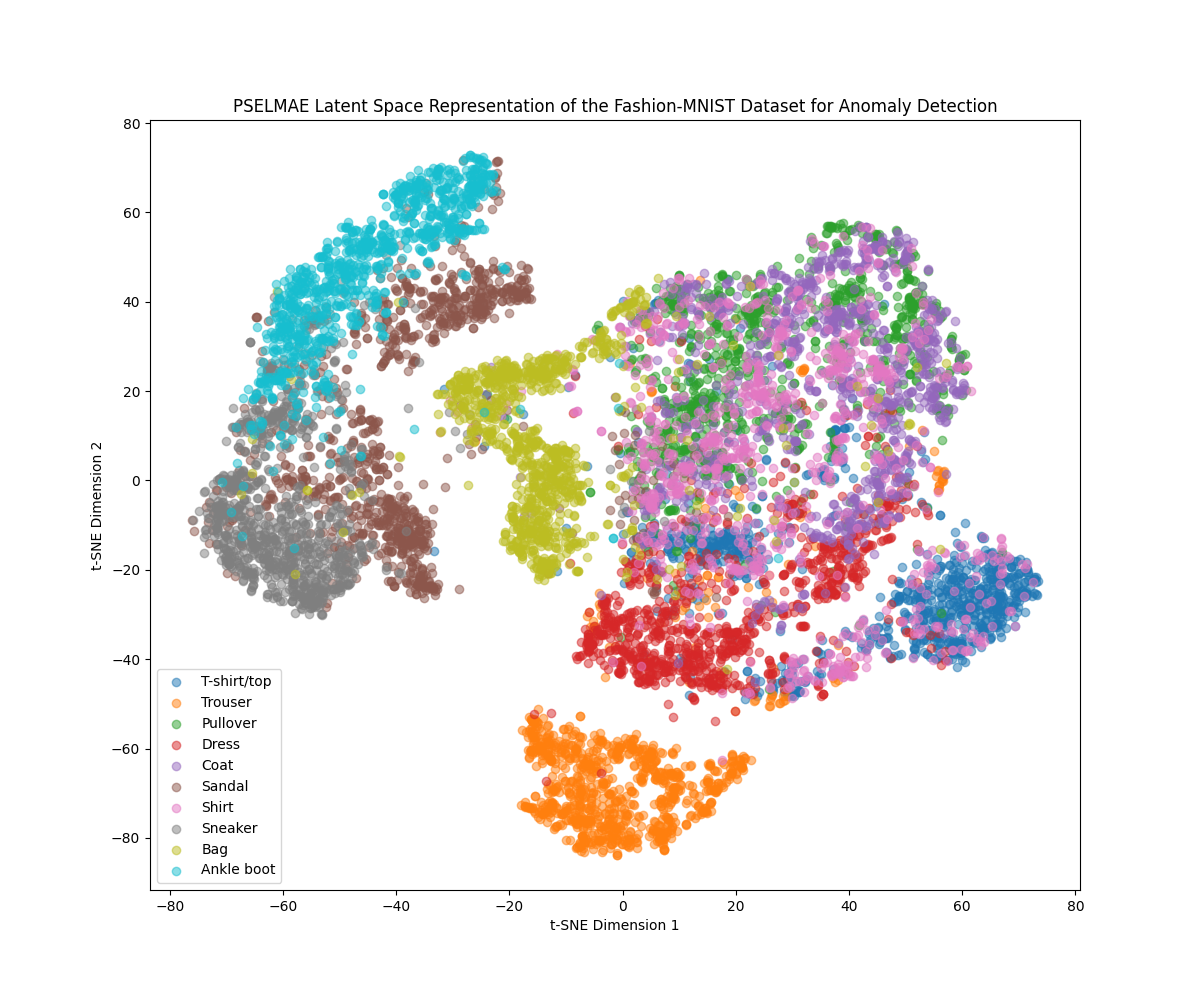 PSELMAE Latent Space Representation of the Fashion-MNIST Dataset for Anomaly Detection
80
60
40
20
0
−20
−40
−60
−80
t-SNE Dimension 2
T-shirt/top
Trouser
Pullover
Dress
Coat
Sandal
Shirt
Sneaker
Bag
Ankle boot
−80 −60 −40 −20 0 20 40 60 80
t-SNE Dimension 1